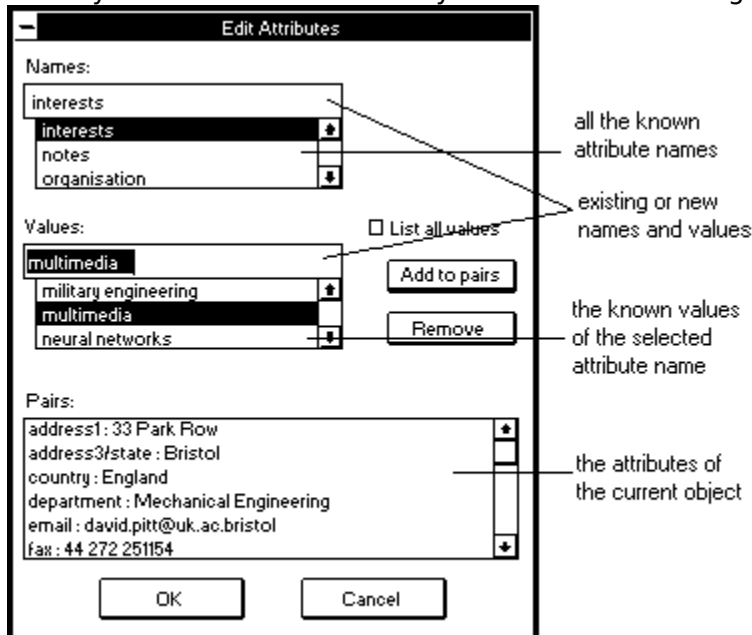 Edit Attributes
Names:
interests
interests
notes
organisation
all the known
attribute names
existing or new
names and values
Values:
List all values
multimedia
Add to pairs
military engineering
multimedia
neural networks
Remove
the known values
of the selected
attribute name
Pairs:
address1 : 33 Park Row
address3/state : Bristol
country : England
department : Mechanical Engineering
email : david.pitt@uk.ac.bristol
fax : 44 272 251154
the attributes of
the current object
OK
Cancel